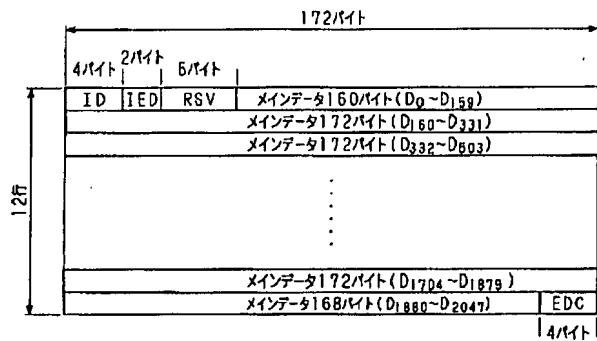 172バイト
4バイト 2バイト 6バイト
ID IED RSV メインデータ160バイト(D0~D159)
メインデータ172バイト(D160~D331)
メインデータ172バイト(D332~D503)
12行
メインデータ172バイト(D1704~D1879)
メインデータ168バイト(D1880~D2047) EDC
4バイト